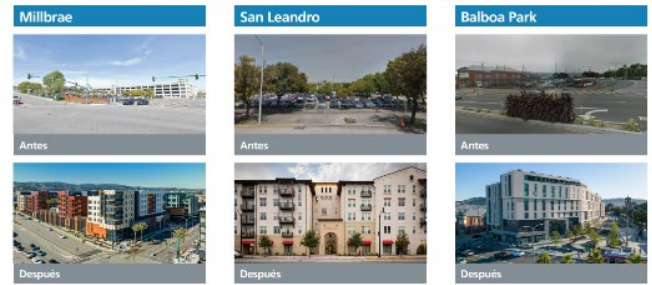 Millbrae
San Leandro
Balboa Park
Antes
Antes
Antes
Después
Después
Después